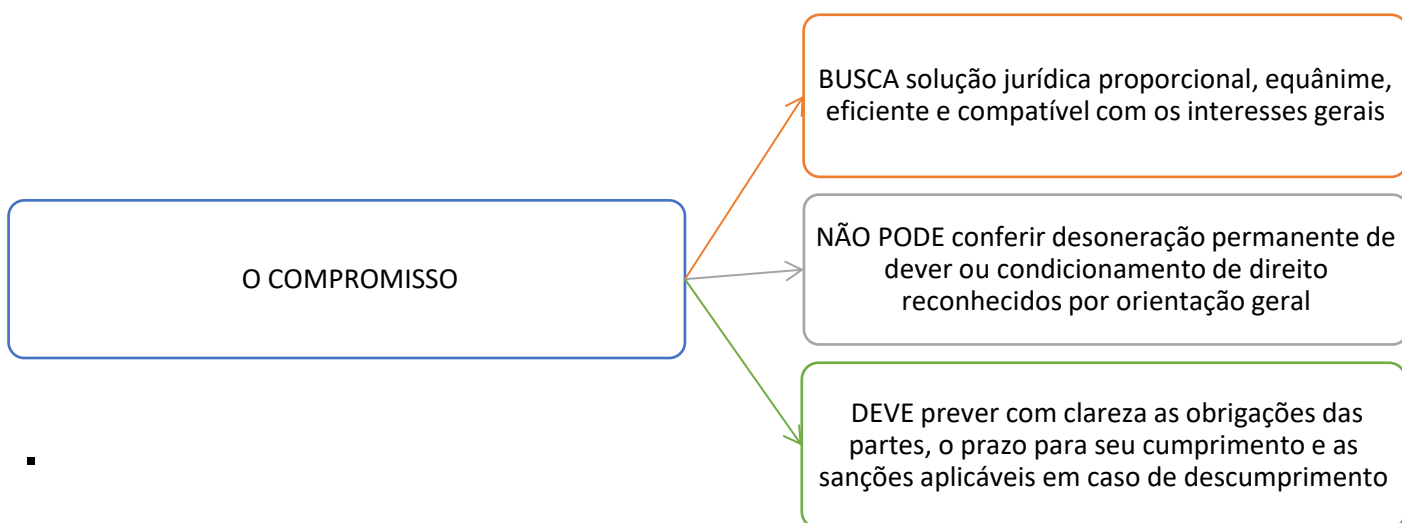 O COMPROMISSO
BUSCA solução jurídica proporcional, equânime,
eficiente e compatível com os interesses gerais
NÃO PODE conferir desoneração permanente de
dever ou condicionamento de direito
reconhecidos por orientação geral
DEVE prever com clareza as obrigações das
partes, o prazo para seu cumprimento e as
sanções aplicáveis em caso de descumprimento